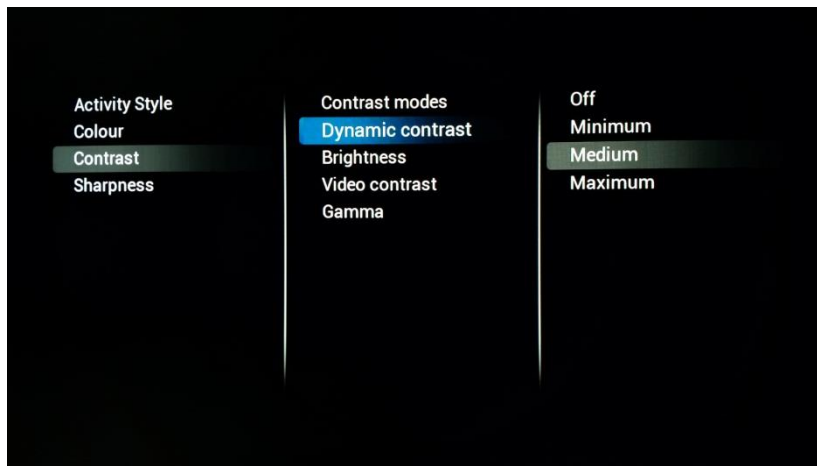 Activity Style
Colour
Contrast
Sharpness
Contrast modes
Dynamic contrast
Brightness
Video contrast
Gamma
Off
Minimum
Medium
Maximum